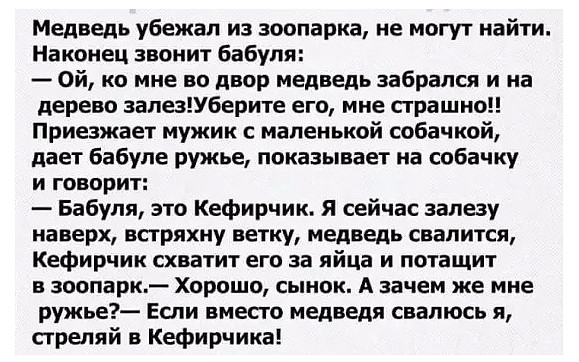 Медведь убежал из зоопарка, не могут найти.
Наконец звонит бабуля:
— Ой, ко мне во двор медведь забрался и на
дерево залез!Уберите его, мне страшно!!
Приезжает мужик с маленькой собачкой,
дает бабуле ружье, показывает на собачку
и говорит:
— Бабуля, это Кефирчик. Я сейчас залезу
наверх, встряхну ветку, медведь свалится,
Кефирчик схватит его за яйца и потащит
в зоопарк.— Хорошо, сынок. А зачем же мне
ружье?— Если вместо медведя свалюсь я,
стреляй в Кефирчика!